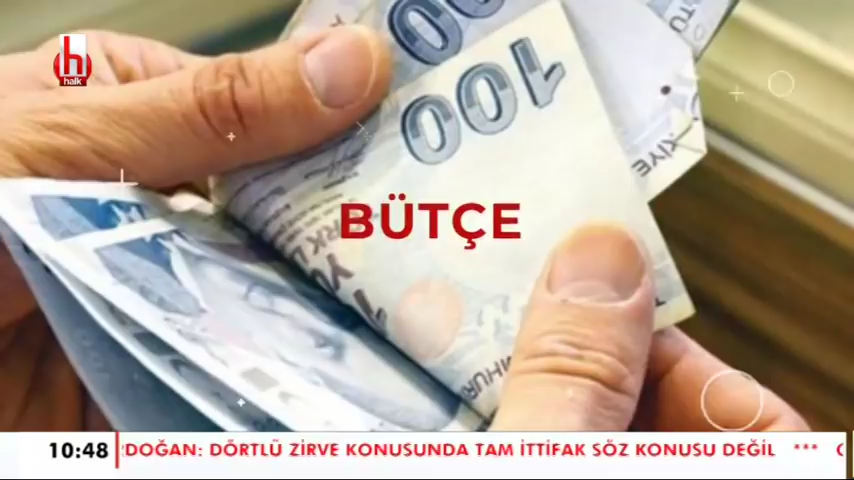 h
halk
100
BÜTÇE
10:48
DOĞAN: DÖRTLÜ ZİRVE KONUSUNDA TAM İTTİFAK SÖZ KONUSU DEĞİL ***